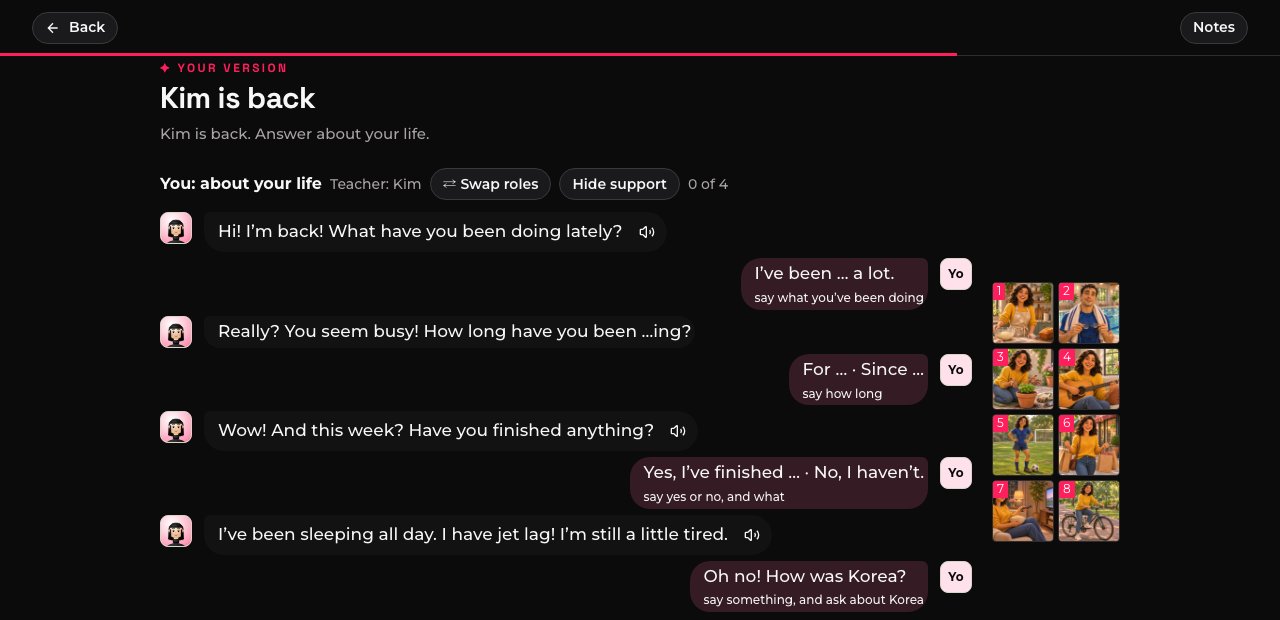 ← Back
Notes
✦ YOUR VERSION
Kim is back
Kim is back. Answer about your life.
You: about your life Teacher: Kim ⇄ Swap roles Hide support 0 of 4
Hi! I’m back! What have you been doing lately?
I’ve been … a lot.
say what you’ve been doing
Yo
Really? You seem busy! How long have you been …ing?
For … · Since …
say how long
Yo
Wow! And this week? Have you finished anything?
Yes, I’ve finished … · No, I haven’t.
say yes or no, and what
Yo
I’ve been sleeping all day. I have jet lag! I’m still a little tired.
Oh no! How was Korea?
say something, and ask about Korea
Yo
1 2
3 4
5 6
7 8